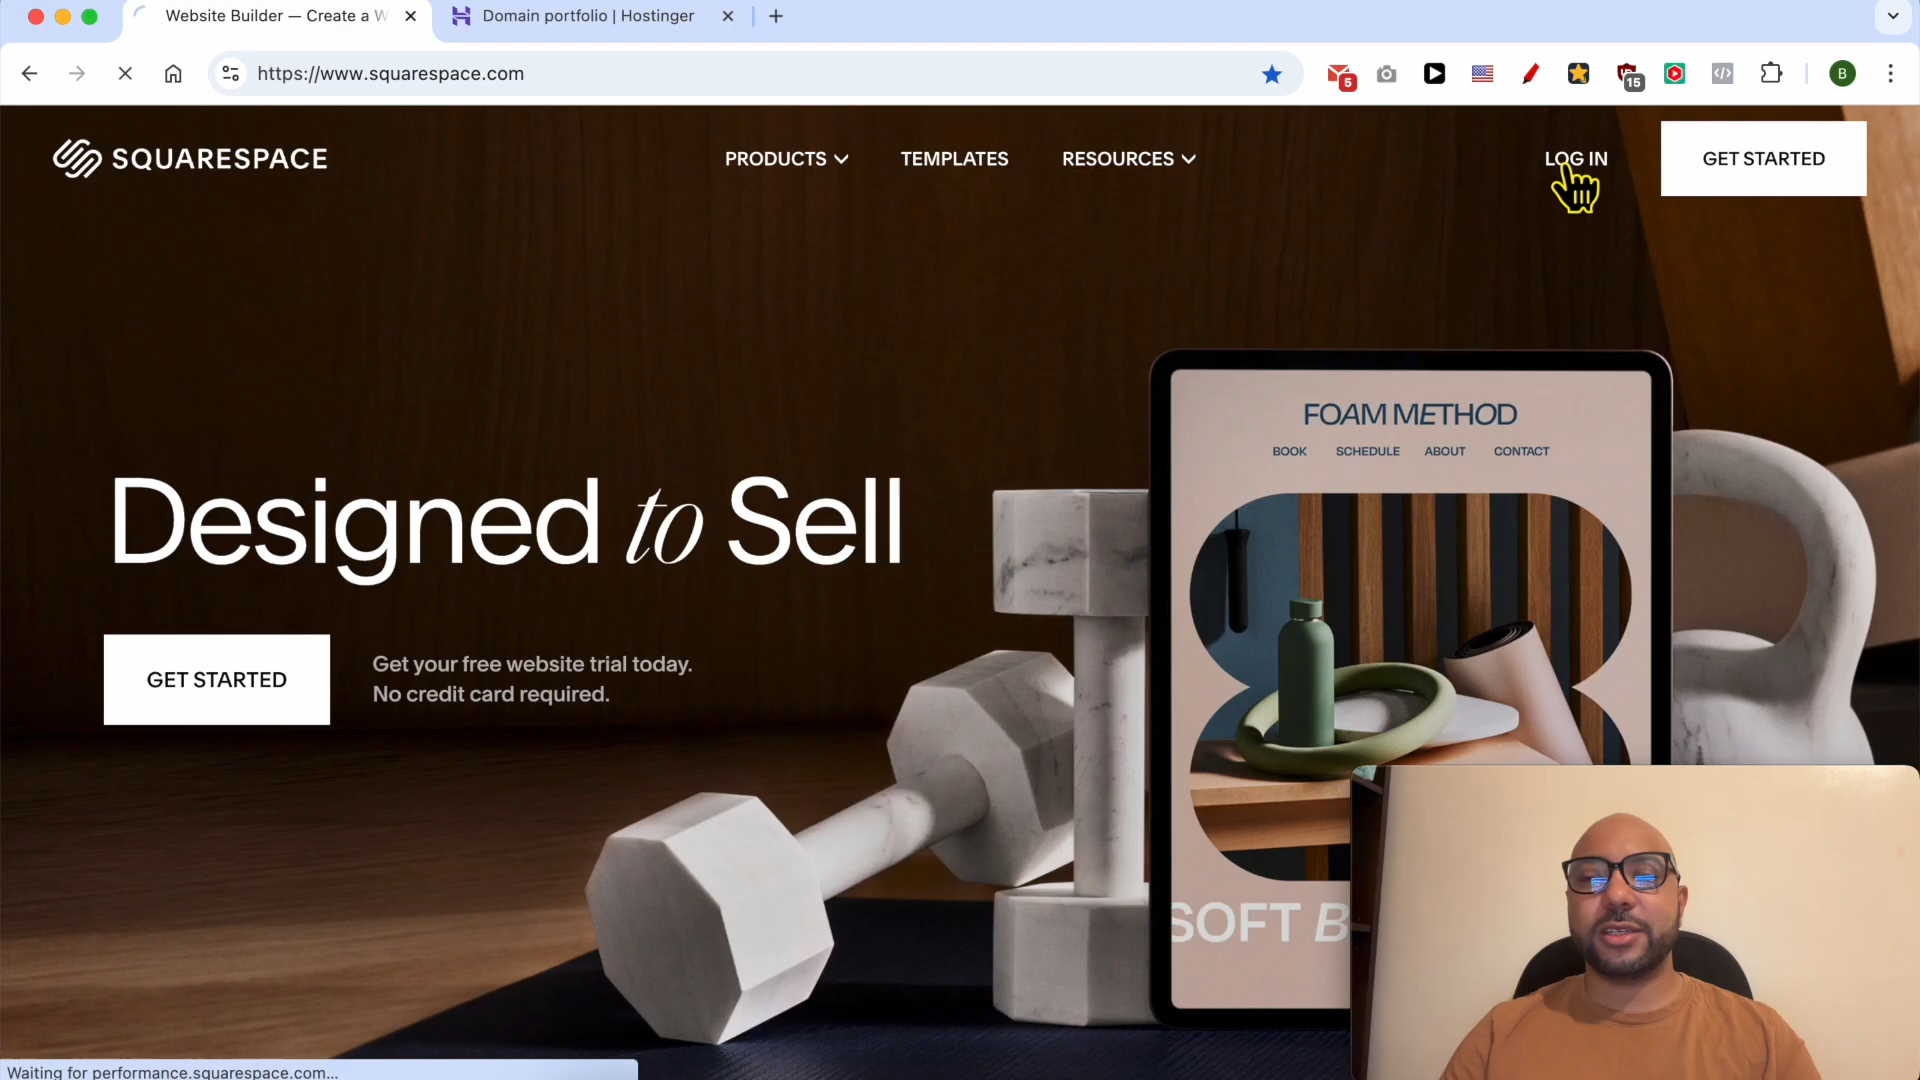 Website Builder — Create a W
Domain portfolio | Hostinger
https://www.squarespace.com
5
15
B
SQUARESPACE
PRODUCTS
TEMPLATES
RESOURCES
LOG IN
GET STARTED
FOAM METHOD
BOOK
SCHEDULE
ABOUT
CONTACT
Designed to Sell
GET STARTED
Get your free website trial today.
No credit card required.
SOFT B
Waiting for performance.squarespace.com...